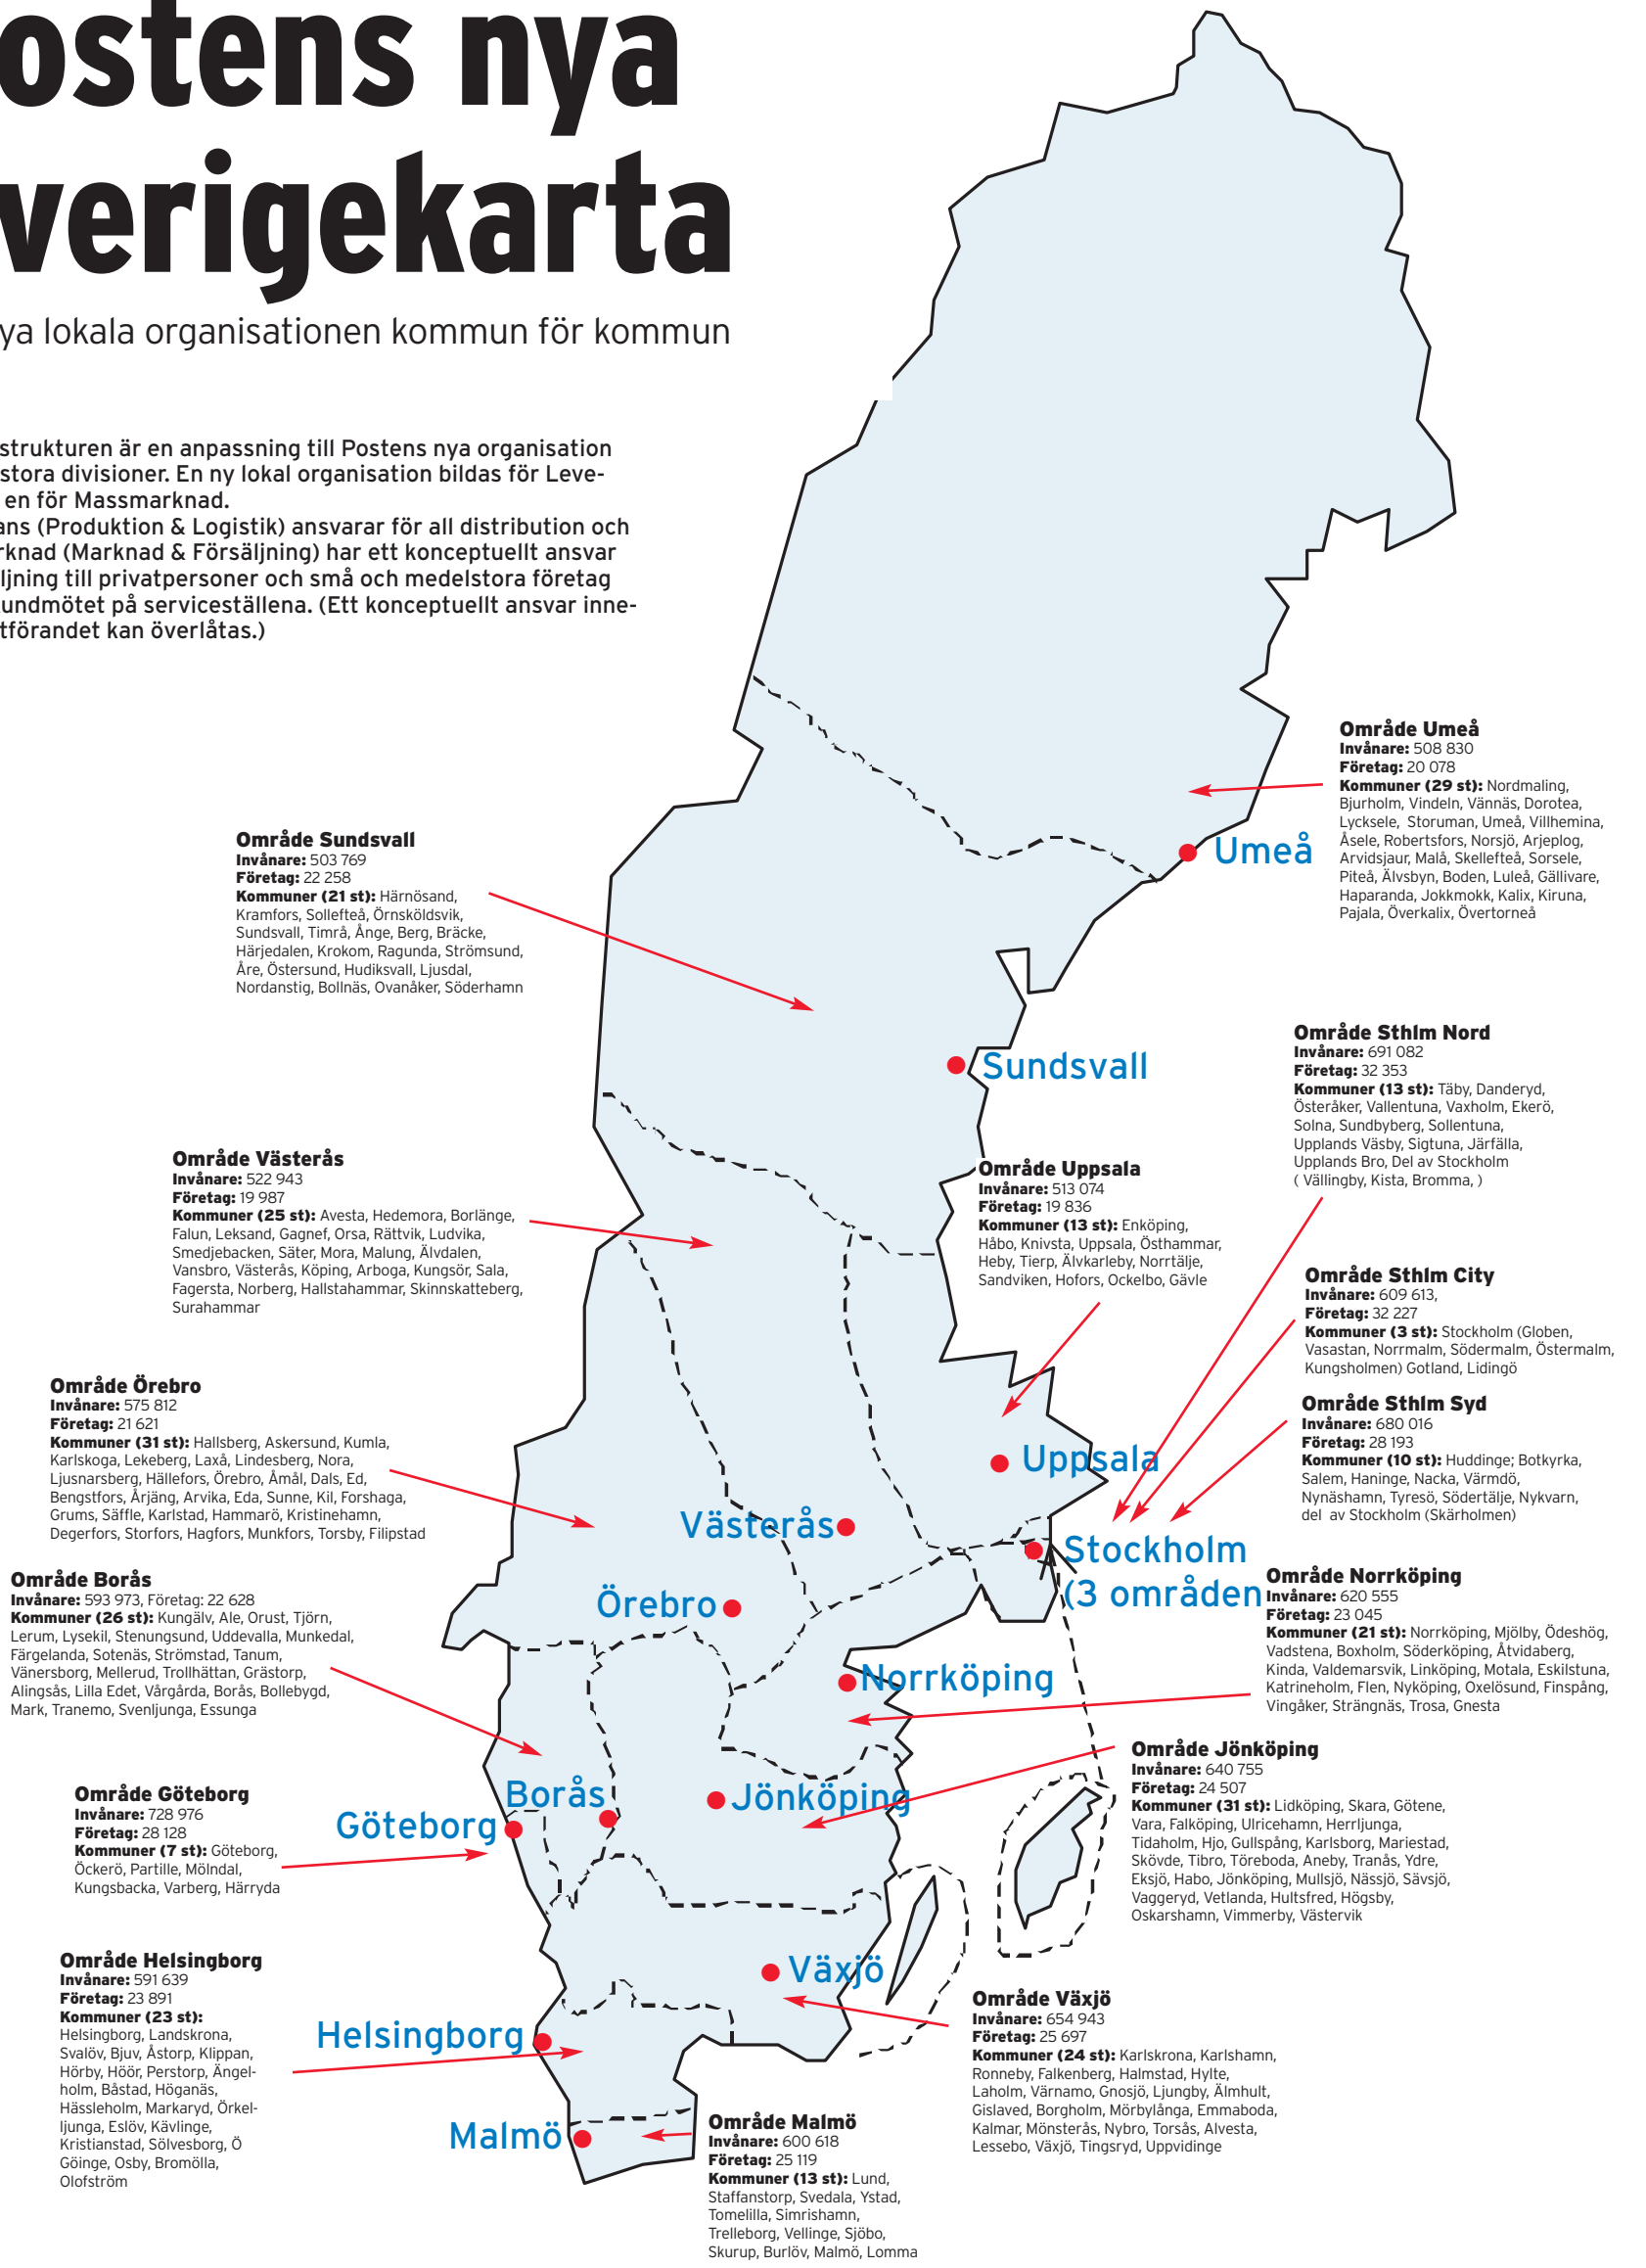 ostens nya
verigekarta
ya lokala organisationen kommun för kommun
strukturen är en anpassning till Postens nya organisation
stora divisioner. En ny lokal organisation bildas för Leve-
en för Massmarknad.
ans (Produktion & Logistik) ansvarar för all distribution och
rknad (Marknad & Försäljning) har ett konceptuellt ansvar
ljning till privatpersoner och små och medelstora företag
undmötet på serviceställena. (Ett konceptuellt ansvar inne-
tförandet kan överlåtas.)
Område Umeå
Invånare: 508 830
Företag: 20 078
Kommuner (29 st): Nordmaling,
Bjurholm, Vindeln, Vännäs, Dorotea,
Lycksele, Storuman, Umeå, Villhemina,
Åsele, Robertsfors, Norsjö, Arjeplog,
Arvidsjaur, Malå, Skellefteå, Sorsele,
Piteå, Älvsbyn, Boden, Luleå, Gällivare,
Haparanda, Jokkmokk, Kalix, Kiruna,
Pajala, Överkalix, Övertorneå
Umeå
Område Sundsvall
Invånare: 503 769
Företag: 22 258
Kommuner (21 st): Härnösand,
Kramfors, Sollefteå, Örnsköldsvik,
Sundsvall, Timrå, Ånge, Berg, Bräcke,
Härjedalen, Krokom, Ragunda, Strömsund,
Åre, Östersund, Hudiksvall, Ljusdal,
Nordanstig, Bollnäs, Ovanåker, Söderhamn
Sundsvall
Område Sthlm Nord
Invånare: 691 082
Företag: 32 353
Kommuner (13 st): Täby, Danderyd,
Österåker, Vallentuna, Vaxholm, Ekerö,
Solna, Sundbyberg, Sollentuna,
Upplands Väsby, Sigtuna, Järfälla,
Upplands Bro, Del av Stockholm
( Vällingby, Kista, Bromma, )
Område Västerås
Invånare: 522 943
Företag: 19 987
Kommuner (25 st): Avesta, Hedemora, Borlänge,
Falun, Leksand, Gagnef, Orsa, Rättvik, Ludvika,
Smedjebacken, Säter, Mora, Malung, Älvdalen,
Vansbro, Västerås, Köping, Arboga, Kungsör, Sala,
Fagersta, Norberg, Hallstahammar, Skinnskatteberg,
Surahammar
Område Uppsala
Invånare: 513 074
Företag: 19 836
Kommuner (13 st): Enköping,
Håbo, Knivsta, Uppsala, Östhammar,
Heby, Tierp, Älvkarleby, Norrtälje,
Sandviken, Hofors, Ockelbo, Gävle
Område Sthlm City
Invånare: 609 613,
Företag: 32 227
Kommuner (3 st): Stockholm (Globen,
Vasastan, Norrmalm, Södermalm, Östermalm,
Kungsholmen) Gotland, Lidingö
Område Örebro
Invånare: 575 812
Företag: 21 621
Kommuner (31 st): Hallsberg, Askersund, Kumla,
Karlskoga, Lekeberg, Laxå, Lindesberg, Nora,
Ljusnarsberg, Hällefors, Örebro, Åmål, Dals, Ed,
Bengstfors, Årjäng, Arvika, Eda, Sunne, Kil, Forshaga,
Grums, Säffle, Karlstad, Hammarö, Kristinehamn,
Degerfors, Storfors, Hagfors, Munkfors, Torsby, Filipstad
Område Sthlm Syd
Invånare: 680 016
Företag: 28 193
Kommuner (10 st): Huddinge; Botkyrka,
Salem, Haninge, Nacka, Värmdö,
Nynäshamn, Tyresö, Södertälje, Nykvarn,
del av Stockholm (Skärholmen)
Uppsala
Västerås
Stockholm
(3 områden
Örebro
Område Borås
Invånare: 593 973, Företag: 22 628
Kommuner (26 st): Kungälv, Ale, Orust, Tjörn,
Lerum, Lysekil, Stenungsund, Uddevalla, Munkedal,
Färgelanda, Sotenäs, Strömstad, Tanum,
Vänersborg, Mellerud, Trollhättan, Grästorp,
Alingsås, Lilla Edet, Vårgårda, Borås, Bollebygd,
Mark, Tranemo, Svenljunga, Essunga
Område Norrköping
Invånare: 620 555
Företag: 23 045
Kommuner (21 st): Norrköping, Mjölby, Ödeshög,
Vadstena, Boxholm, Söderköping, Åtvidaberg,
Kinda, Valdemarsvik, Linköping, Motala, Eskilstuna,
Katrineholm, Flen, Nyköping, Oxelösund, Finspång,
Vingåker, Strängnäs, Trosa, Gnesta
Norrköping
Område Jönköping
Invånare: 640 755
Företag: 24 507
Kommuner (31 st): Lidköping, Skara, Götene,
Vara, Falköping, Ulricehamn, Herrljunga,
Tidaholm, Hjo, Gullspång, Karlsborg, Mariestad,
Skövde, Tibro, Töreboda, Aneby, Tranås, Ydre,
Eksjö, Habo, Jönköping, Mullsjö, Nässjö, Sävsjö,
Vaggeryd, Vetlanda, Hultsfred, Högsby,
Oskarshamn, Vimmerby, Västervik
Borås
Jönköping
Göteborg
Område Göteborg
Invånare: 728 976
Företag: 28 128
Kommuner (7 st): Göteborg,
Öckerö, Partille, Mölndal,
Kungsbacka, Varberg, Härryda
Område Helsingborg
Invånare: 591 639
Företag: 23 891
Kommuner (23 st):
Helsingborg, Landskrona,
Svalöv, Bjuv, Åstorp, Klippan,
Hörby, Höör, Perstorp, Ängel-
holm, Båstad, Höganäs,
Hässleholm, Markaryd, Örkel-
ljunga, Eslöv, Kävlinge,
Kristianstad, Sölvesborg, Ö
Göinge, Osby, Bromölla,
Olofström
Växjö
Helsingborg
Område Växjö
Invånare: 654 943
Företag: 25 697
Kommuner (24 st): Karlskrona, Karlshamn,
Ronneby, Falkenberg, Halmstad, Hylte,
Laholm, Värnamo, Gnosjö, Ljungby, Älmhult,
Gislaved, Borgholm, Mörbylånga, Emmaboda,
Kalmar, Mönsterås, Nybro, Torsås, Alvesta,
Lessebo, Växjö, Tingsryd, Uppvidinge
Malmö
Område Malmö
Invånare: 600 618
Företag: 25 119
Kommuner (13 st): Lund,
Staffanstorp, Svedala, Ystad,
Tomelilla, Simrishamn,
Trelleborg, Vellinge, Sjöbo,
Skurup, Burlöv, Malmö, Lomma